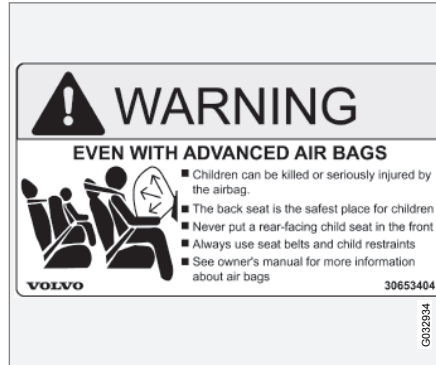 WARNING
EVEN WITH ADVANCED AIR BAGS
■ Children can be killed or seriously injured by
the airbag.
■ The back seat is the safest place for children
■ Never put a rear-facing child seat in the front
■ Always use seat belts and child restraints
■ See owner's manual for more information
about air bags
VOLVO
30653404
G032934